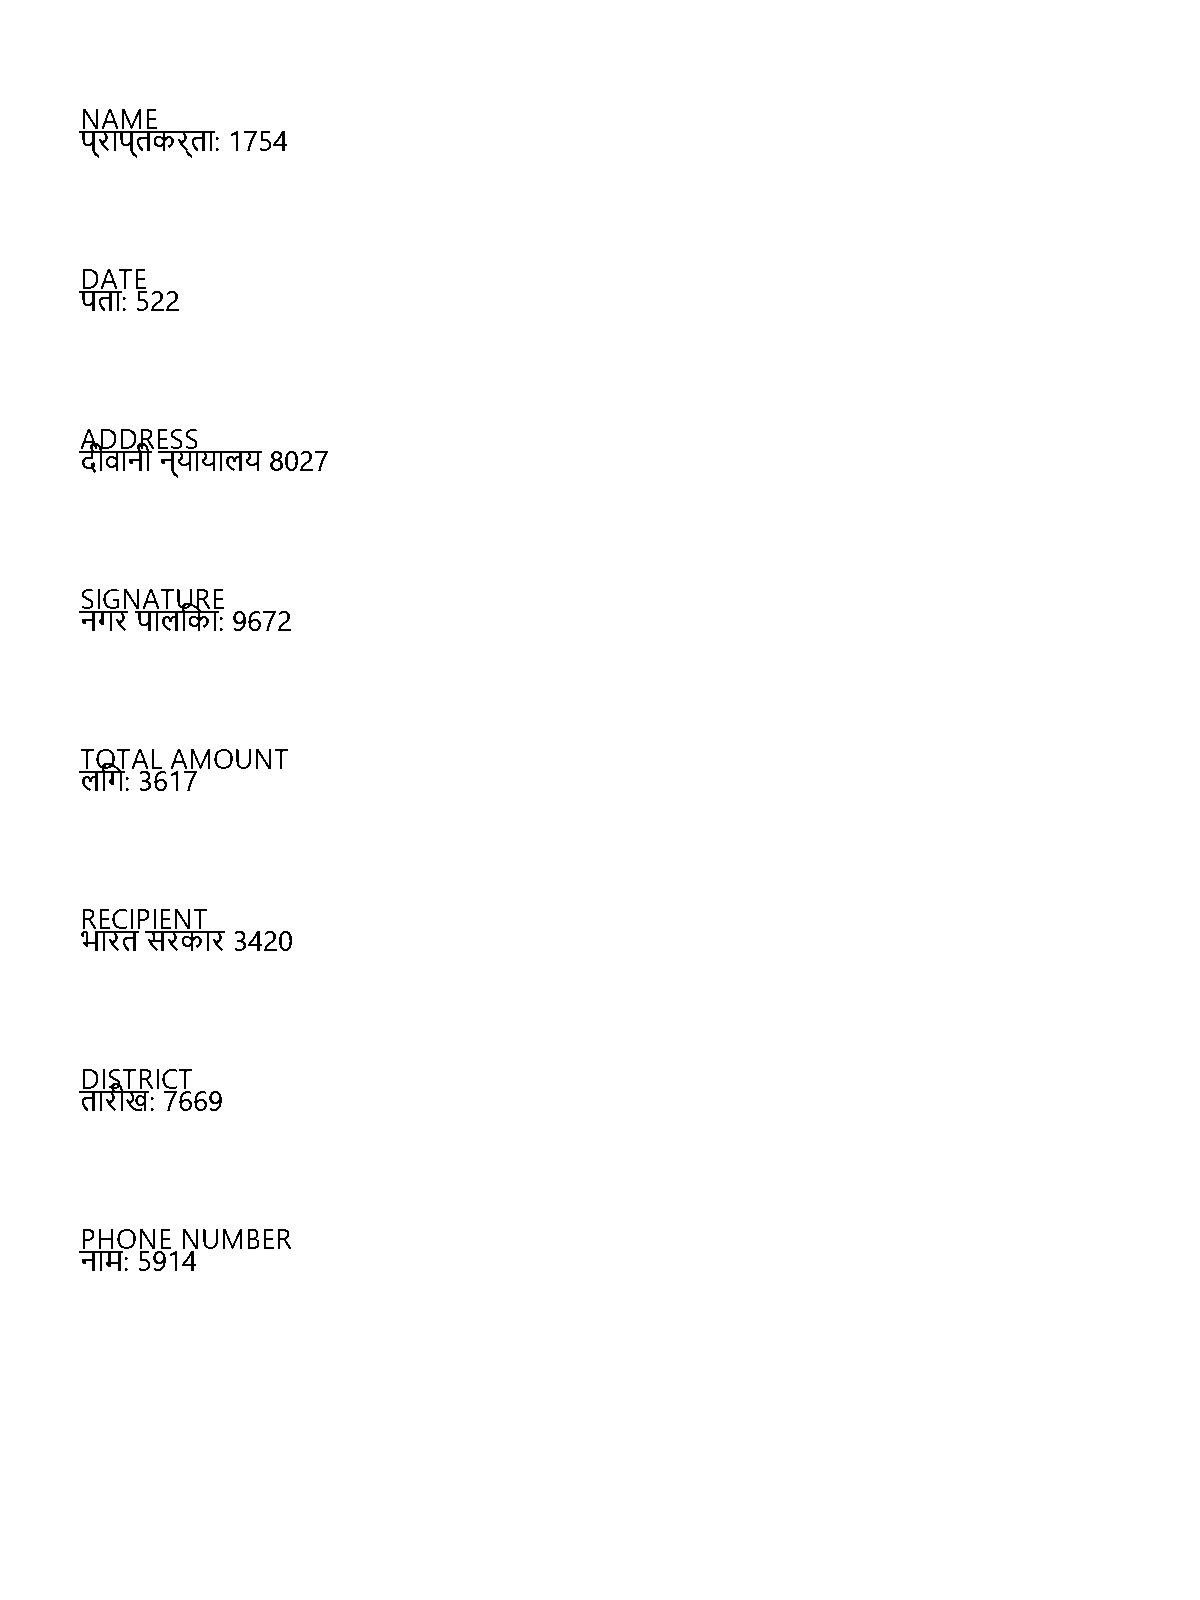 NAME
प्राप्तकर्ता: 1754
DATE
पता: 522
ADDRESS
दीवानी न्यायालय 8027
SIGNATURE
नगर पालिका: 9672
TOTAL AMOUNT
लिंग: 3617
RECIPIENT
भारत सरकार 3420
DISTRICT
तारीख: 7669
PHONE NUMBER
नाम: 5914